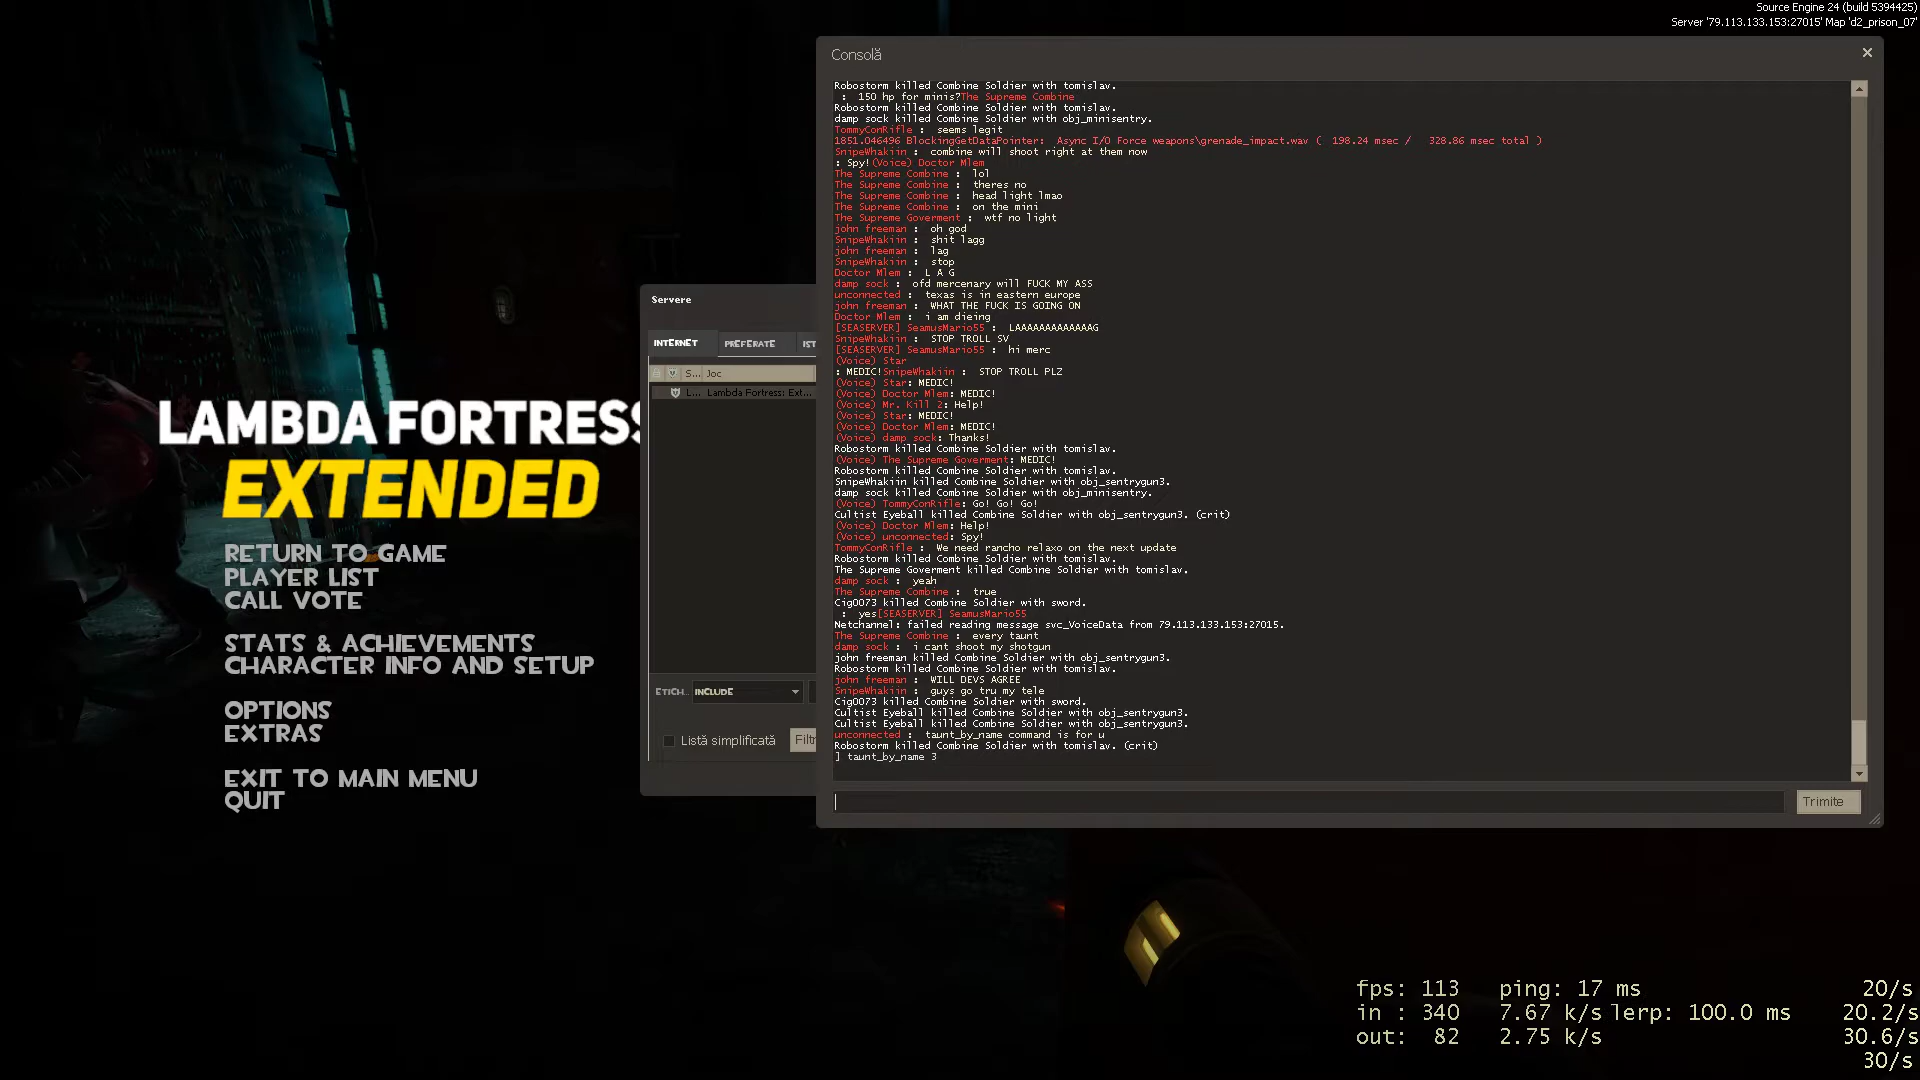 Source Engine 24 (build 5394425)
Server '79.113.133.153:27015' Map 'd2_prison_07'
Consolă
Robostorm killed Combine Soldier with tomislav.
:  150 hp for minis?The Supreme Combine
Robostorm killed Combine Soldier with tomislav.
damp sock killed Combine Soldier with obj_minisentry.
TommyConRifle :  seems legit
1851.046496 BlockingGetDataPointer:  Async I/O Force weapons\grenade_impact.wav (  198.24 msec /   328.86 msec total )
SnipeWhakiin :  combine will shoot right at them now
: Spy!(Voice) Doctor Mlem
The Supreme Combine :  lol
The Supreme Combine :  theres no
The Supreme Combine :  head light lmao
The Supreme Combine :  on the mini
The Supreme Goverment :  wtf no light
john freeman :  oh god
SnipeWhakiin :  shit lagg
john freeman :  lag
SnipeWhakiin :  stop
Doctor Mlem :  L A G
damp sock :  ofd mercenary will FUCK MY ASS
unconnected :  texas is in eastern europe
john freeman :  WHAT THE FUCK IS GOING ON
Doctor Mlem :  i am dieing
[SEASERVER] SeamusMario55 :  LAAAAAAAAAAAAAG
SnipeWhakiin :  STOP TROLL SV
[SEASERVER] SeamusMario55 :  hi merc
(Voice) Star
: MEDIC!SnipeWhakiin :  STOP TROLL PLZ
(Voice) Star: MEDIC!
(Voice) Doctor Mlem: MEDIC!
(Voice) Mr. Kill 2: Help!
(Voice) Star: MEDIC!
(Voice) Doctor Mlem: MEDIC!
(Voice) damp sock: Thanks!
Robostorm killed Combine Soldier with tomislav.
(Voice) The Supreme Goverment: MEDIC!
Robostorm killed Combine Soldier with tomislav.
SnipeWhakiin killed Combine Soldier with obj_sentrygun3.
damp sock killed Combine Soldier with obj_minisentry.
(Voice) TommyConRifle: Go! Go! Go!
Cultist Eyeball killed Combine Soldier with obj_sentrygun3. (crit)
(Voice) Doctor Mlem: Help!
(Voice) unconnected: Spy!
TommyConRifle :  We need rancho relaxo on the next update
Robostorm killed Combine Soldier with tomislav.
The Supreme Goverment killed Combine Soldier with tomislav.
damp sock :  yeah
The Supreme Combine :  true
Cig0073 killed Combine Soldier with sword.
:  yes[SEASERVER] SeamusMario55
Netchannel: failed reading message svc_VoiceData from 79.113.133.153:27015.
The Supreme Combine :  every taunt
damp sock :  i cant shoot my shotgun
john freeman killed Combine Soldier with obj_sentrygun3.
Robostorm killed Combine Soldier with tomislav.
john freeman :  WILL DEVS AGREE
SnipeWhakiin :  guys go tru my tele
Cig0073 killed Combine Soldier with sword.
Cultist Eyeball killed Combine Soldier with obj_sentrygun3.
Cultist Eyeball killed Combine Soldier with obj_sentrygun3.
unconnected :  taunt_by_name command is for u
Robostorm killed Combine Soldier with tomislav. (crit)
] taunt_by_name 3
Trimite
Servere
INTERNET PREFERATE IST
S... Joc
L... Lambda Fortress: Ext...
ETICH... INCLUDE
Listă simplificată Filtr
LAMBDA FORTRESS
EXTENDED
RETURN TO GAME
PLAYER LIST
CALL VOTE
STATS & ACHIEVEMENTS
CHARACTER INFO AND SETUP
OPTIONS
EXTRAS
EXIT TO MAIN MENU
QUIT
fps: 113 ping: 17 ms 20/s
in : 340 7.67 k/s lerp: 100.0 ms 20.2/s
out: 82 2.75 k/s 30.6/s
30/s